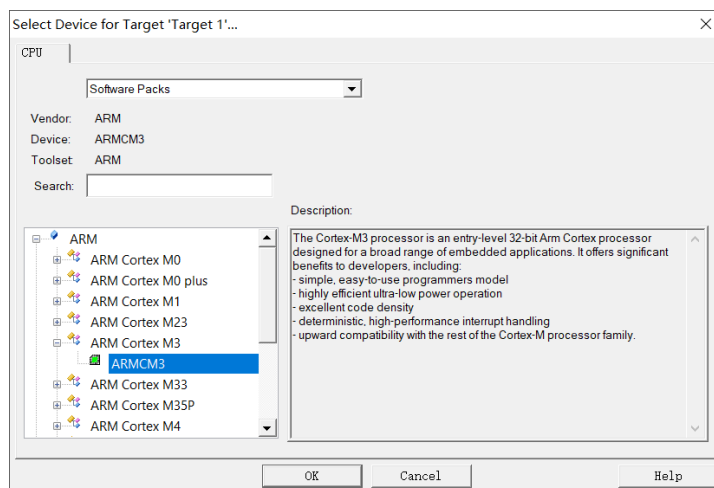 Select Device for Target 'Target 1'...
CPU
Software Packs
Vendor: ARM
Device: ARMCM3
Toolset: ARM
Search:
Description:
ARM
ARM Cortex M0
ARM Cortex M0 plus
ARM Cortex M1
ARM Cortex M23
ARM Cortex M3
ARMCM3
ARM Cortex M33
ARM Cortex M35P
ARM Cortex M4
The Cortex-M3 processor is an entry-level 32-bit Arm Cortex processor
designed for a broad range of embedded applications. It offers significant
benefits to developers, including:
- simple, easy-to-use programmers model
- highly efficient ultra-low power operation
- excellent code density
- deterministic, high-performance interrupt handling
- upward compatibility with the rest of the Cortex-M processor family.
OK
Cancel
Help